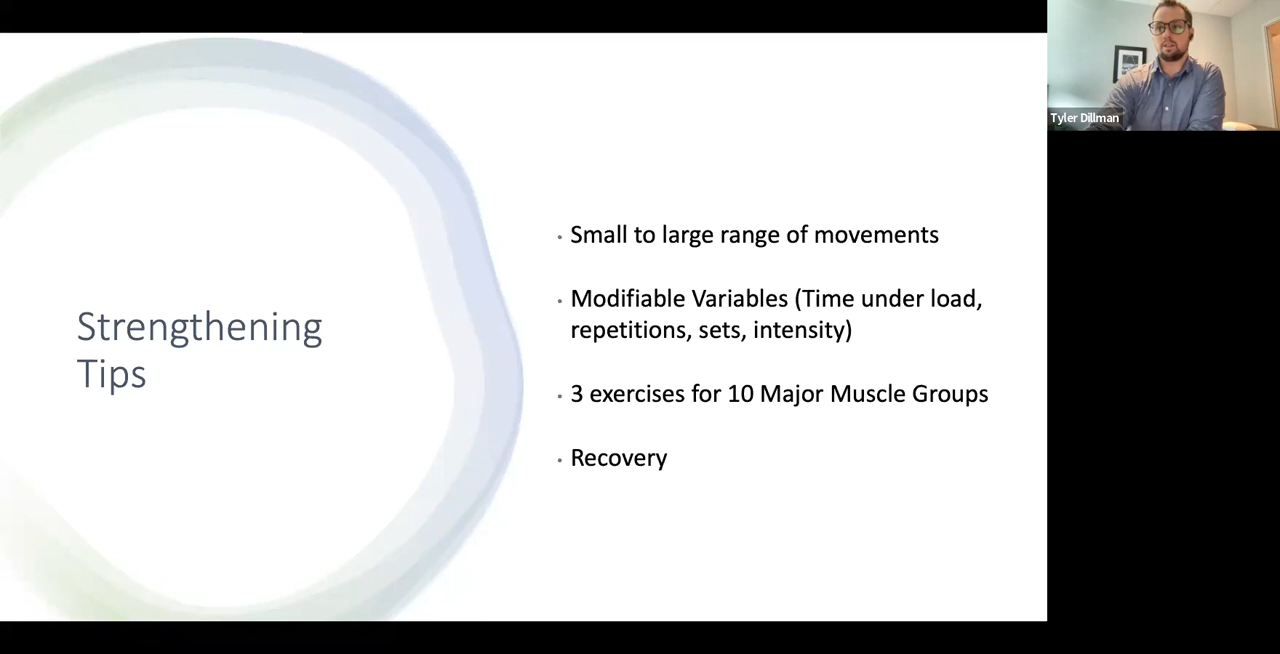 Strengthening
Tips
· Small to large range of movements
· Modifiable Variables (Time under load,
repetitions, sets, intensity)
· 3 exercises for 10 Major Muscle Groups
· Recovery
Tyler Dillman